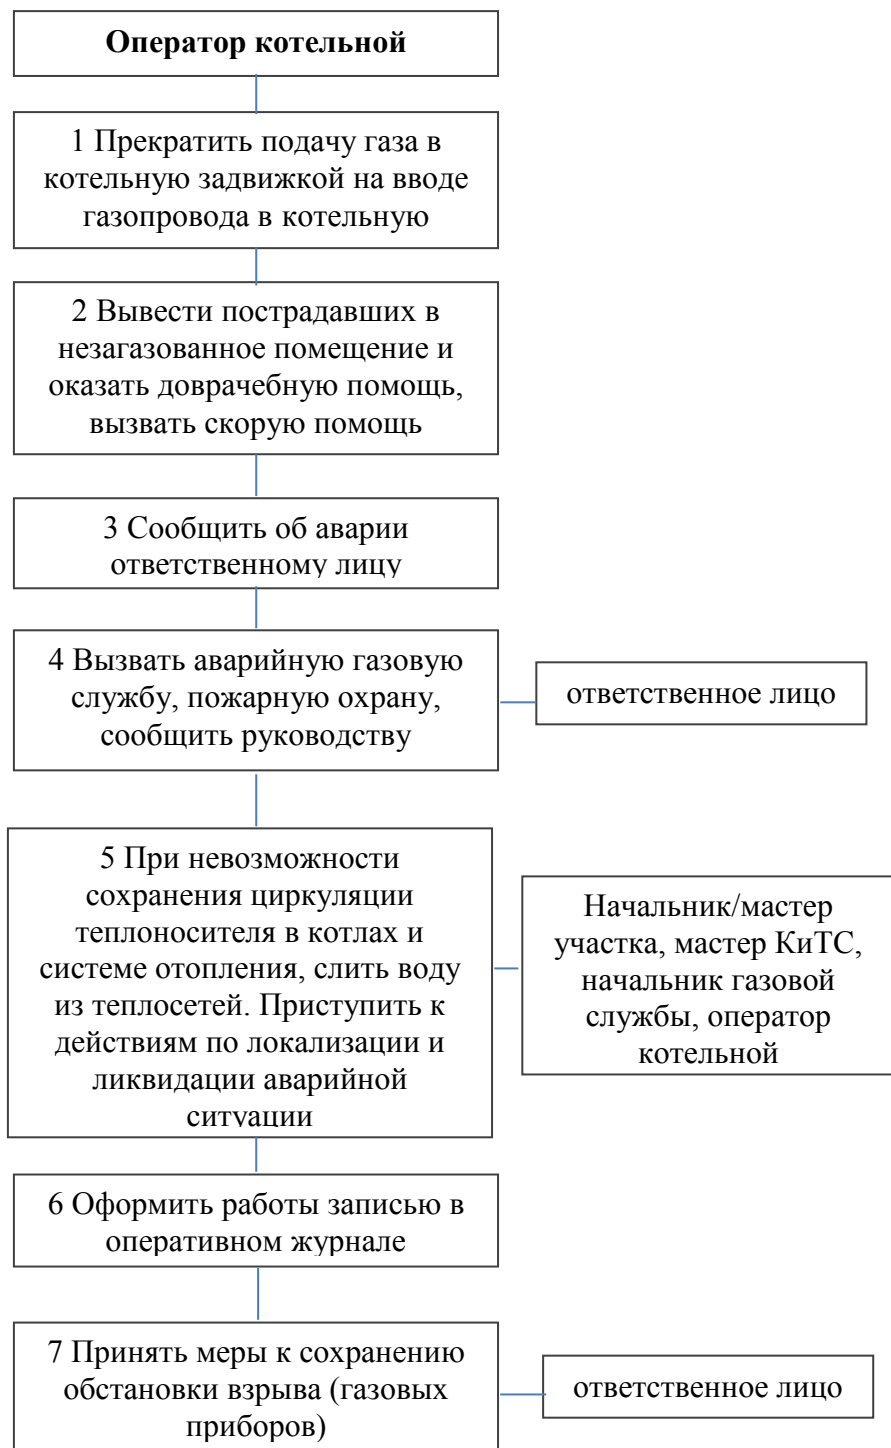 Оператор котельной
1 Прекратить подачу газа в
котельную задвижкой на вводе
газопровода в котельную
2 Вывести пострадавших в
незагазованное помещение и
оказать доврачебную помощь,
вызвать скорую помощь
3 Сообщить об аварии
ответственному лицу
4 Вызвать аварийную газовую
службу, пожарную охрану,
сообщить руководству
ответственное лицо
5 При невозможности
сохранения циркуляции
теплоносителя в котлах и
системе отопления, слить воду
из теплосетей. Приступить к
действиям по локализации и
ликвидации аварийной
ситуации
Начальник/мастер
участка, мастер КиТС,
начальник газовой
службы, оператор
котельной
6 Оформить работы записью в
оперативном журнале
7 Принять меры к сохранению
обстановки взрыва (газовых
приборов)
ответственное лицо